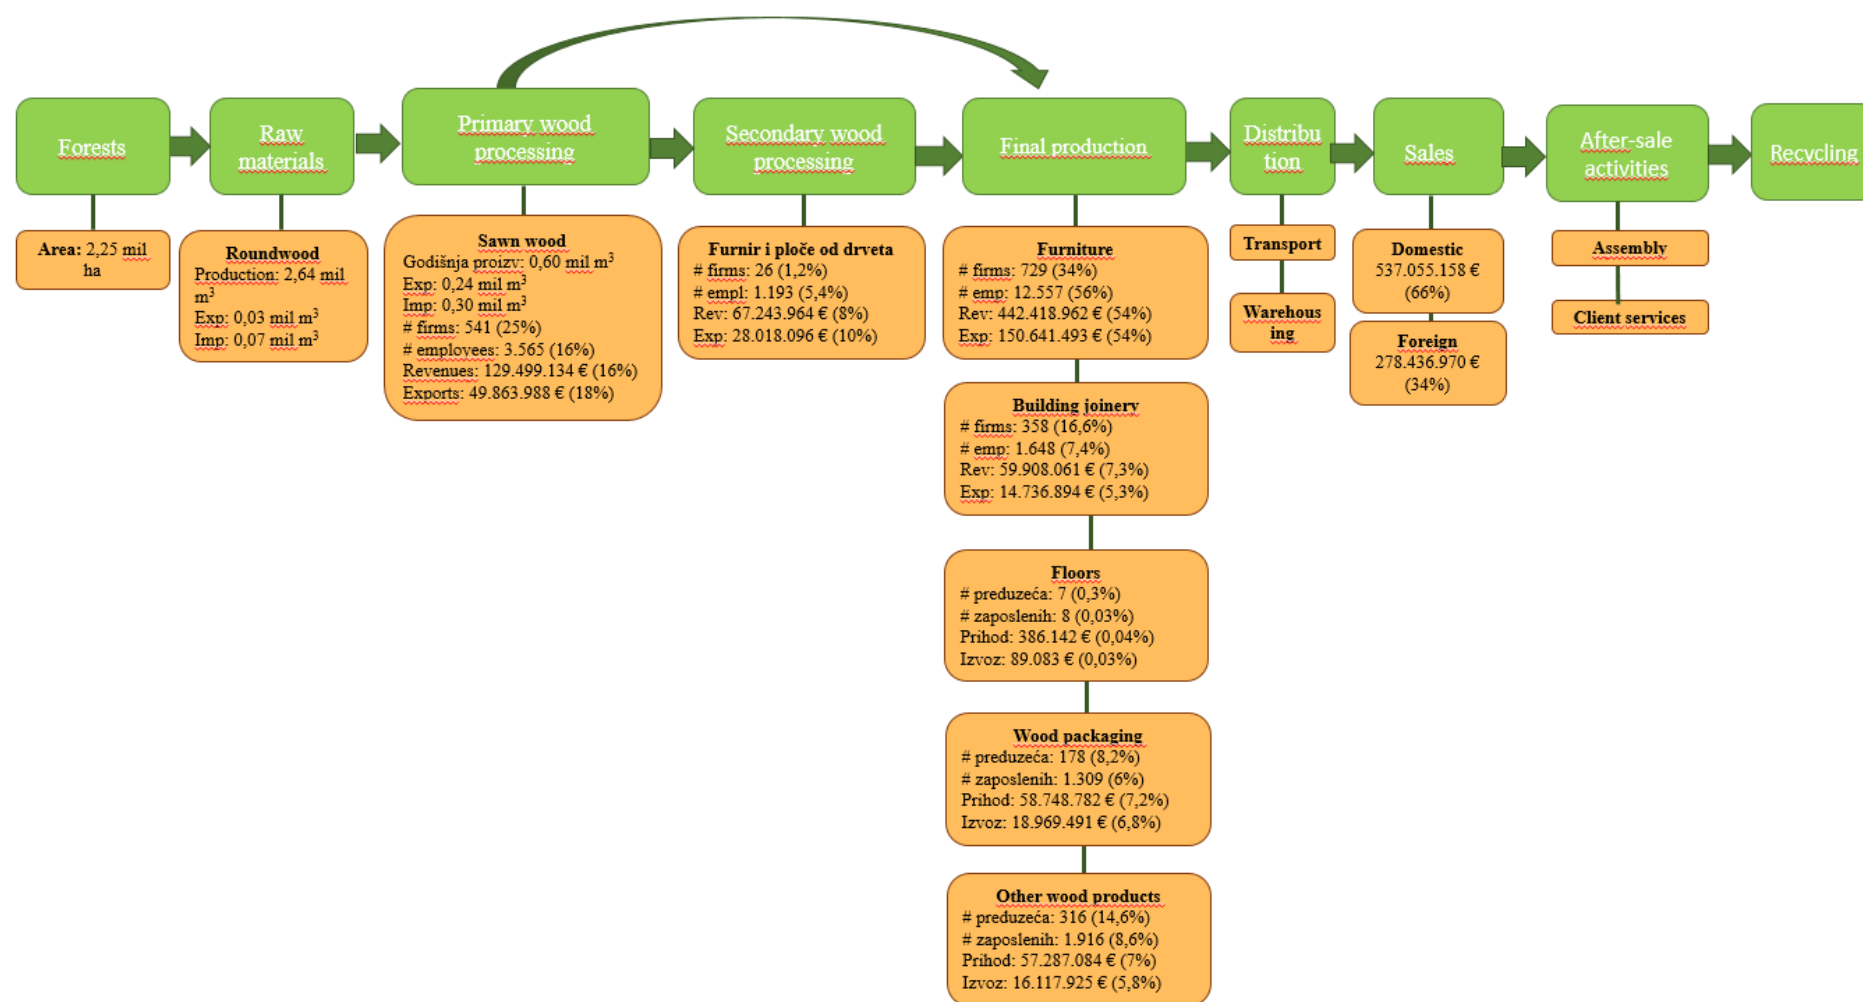 Forests
Raw
materials
Primary wood
processing
Secondary wood
processing
Final production
Distribu
tion
Sales
After-sale
activities
Recycling
Area: 2,25 mil
ha
Roundwood
Production: 2,64 mil
m³
Exp: 0,03 mil m³
Imp: 0,07 mil m³
Sawn wood
Godišnja proizv: 0,60 mil m³
Exp: 0,24 mil m³
Imp: 0,30 mil m³
# firms: 541 (25%)
# employees: 3.565 (16%)
Revenues: 129.499.134 € (16%)
Exports: 49.863.988 € (18%)
Furnir i ploče od drveta
# firms: 26 (1,2%)
# empl: 1.193 (5,4%)
Rev: 67.243.964 € (8%)
Exp: 28.018.096 € (10%)
Furniture
# firms: 729 (34%)
# emp: 12.557 (56%)
Rev: 442.418.962 € (54%)
Exp: 150.641.493 € (54%)
Building joinery
# firms: 358 (16,6%)
# emp: 1.648 (7,4%)
Rev: 59.908.061 € (7,3%)
Exp: 14.736.894 € (5,3%)
Floors
# preduzeća: 7 (0,3%)
# zaposlenih: 8 (0,03%)
Prihod: 386.142 € (0,04%)
Izvoz: 89.083 € (0,03%)
Wood packaging
# preduzeća: 178 (8,2%)
# zaposlenih: 1.309 (6%)
Prihod: 58.748.782 € (7,2%)
Izvoz: 18.969.491 € (6,8%)
Other wood products
# preduzeća: 316 (14,6%)
# zaposlenih: 1.916 (8,6%)
Prihod: 57.287.084 € (7%)
Izvoz: 16.117.925 € (5,8%)
Transport
Warehous
ing
Domestic
537.055.158 €
(66%)
Foreign
278.436.970 €
(34%)
Assembly
Client services